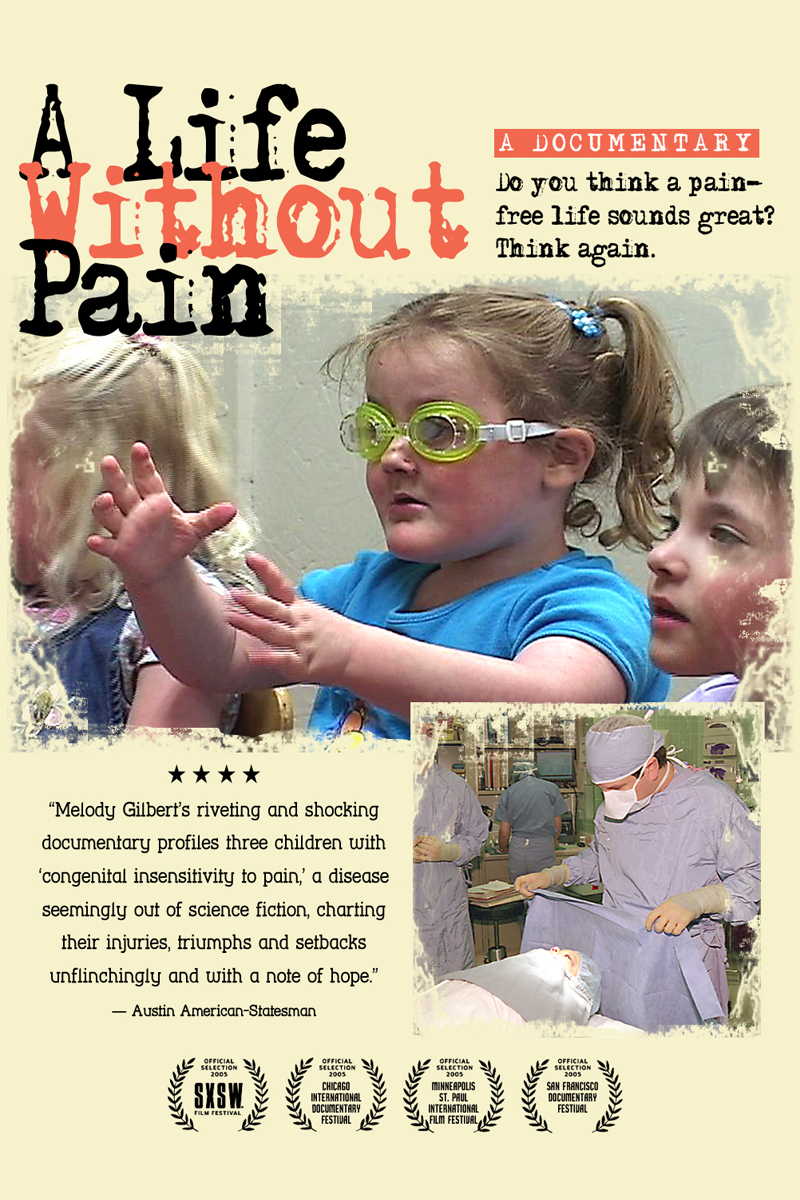 A Life
Without
Pain
A DOCUMENTARY
Do you think a pain-
free life sounds great?
Think again.
★★★★
“Melody Gilbert’s riveting and shocking
documentary profiles three children with
‘congenital insensitivity to pain,’ a disease
seemingly out of science fiction, charting
their injuries, triumphs and setbacks
unflinchingly and with a note of hope.”
— Austin American-Statesman
OFFICIAL
SELECTION
2005
SXSW
FILM FESTIVAL
OFFICIAL
SELECTION
2005
CHICAGO
INTERNATIONAL
DOCUMENTARY
FESTIVAL
OFFICIAL
SELECTION
2005
MINNEAPOLIS
ST. PAUL
INTERNATIONAL
FILM FESTIVAL
OFFICIAL
SELECTION
2005
SAN FRANCISCO
DOCUMENTARY
FESTIVAL